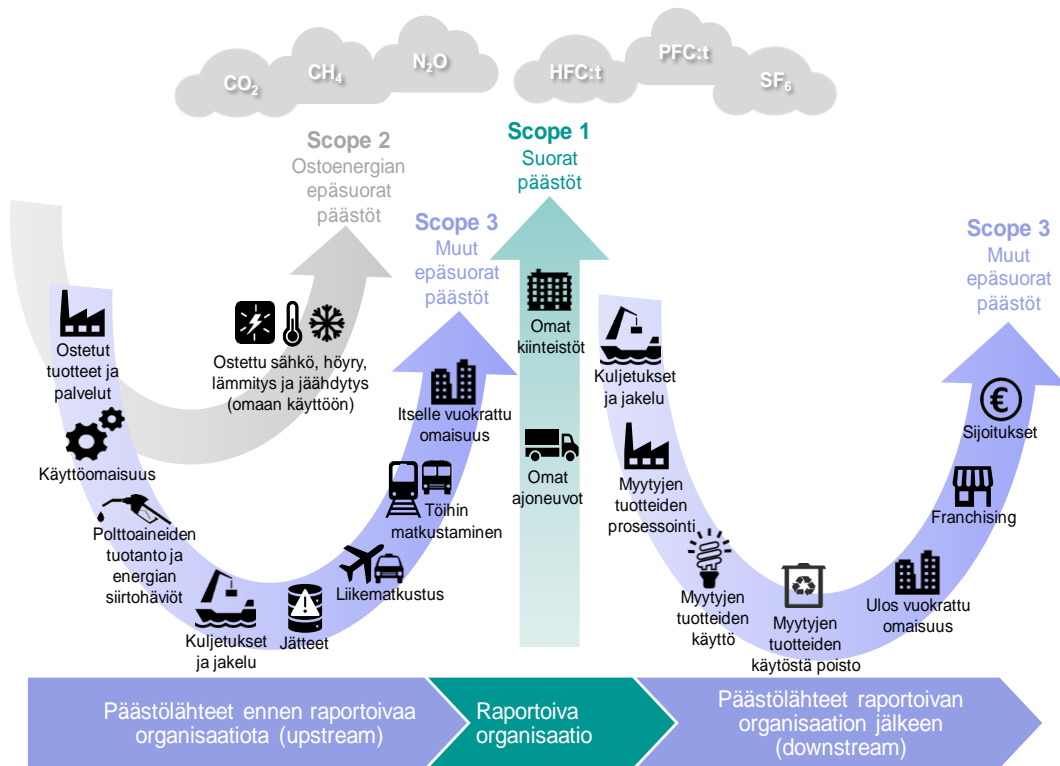 CO₂
CH₄
N₂O
HFC:t
PFC:t
SF₆
Scope 2
Ostoenergian
epäsuorat
päästöt
Scope 3
Muut
epäsuorat
päästöt
Scope 1
Suorat
päästöt
Scope 3
Muut
epäsuorat
päästöt
Ostetut
tuotteet ja
palvelut
Käyttöomaisuus
Polttoaineiden
tuotanto ja
energian
siirtohäviöt
Kuljetukset
ja jakelu
Jätteet
Liikematkustus
Töihin
matkustaminen
Itselle vuokrattu
omaisuus
Ostettu sähkö, höyry,
lämmitys ja jäähdytys
(omaan käyttöön)
Omat
kiinteistöt
Omat
ajoneuvot
Kuljetukset
ja jakelu
Myytyjen
tuotteiden
prosessointi
Myytyjen
tuotteiden
käyttö
Myytyjen
tuotteiden
käytöstä poisto
Ulos vuokrattu
omaisuus
Franchising
€
Sijoitukset
Päästölähteet ennen raportoivaa
organisaatiota (upstream)
Raportoiva
organisaatio
Päästölähteet raportoivan
organisaation jälkeen
(downstream)